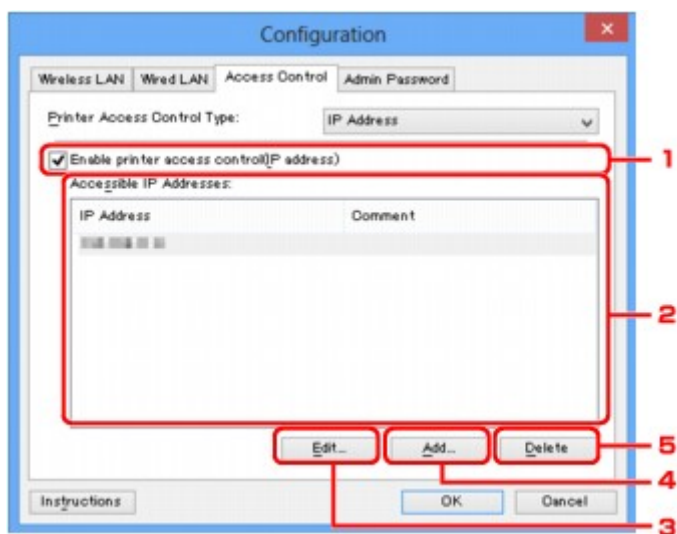 Configuration
Wireless LAN Wired LAN Access Control Admin Password
Printer Access Control Type: IP Address
Enable printer access control(IP address) 1
Accessible IP Addresses:
IP Address Comment
2
Edit... Add... Delete 5
4
Instructions OK Cancel
3